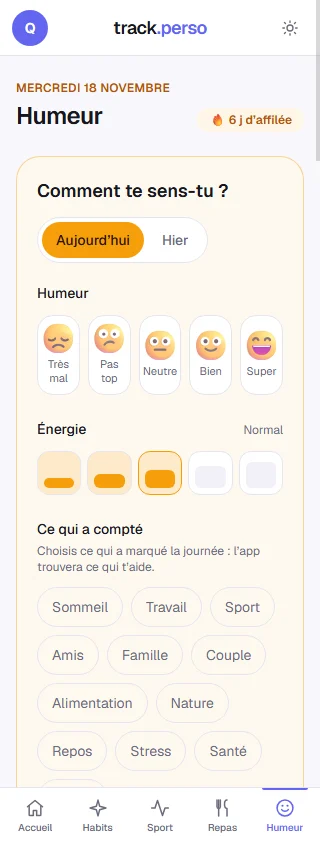 Q
track.perso
MERCREDI 18 NOVEMBRE
Humeur
6 j d'affilée
Comment te sens-tu ?
Aujourd'hui
Hier
Humeur
Très mal
Pas top
Neutre
Bien
Super
Énergie
Normal
Ce qui a compté
Choisis ce qui a marqué la journée : l'app
trouvera ce qui t'aide.
Sommeil
Travail
Sport
Amis
Famille
Couple
Alimentation
Nature
Repos
Stress
Santé
Accueil
Habits
Sport
Repas
Humeur